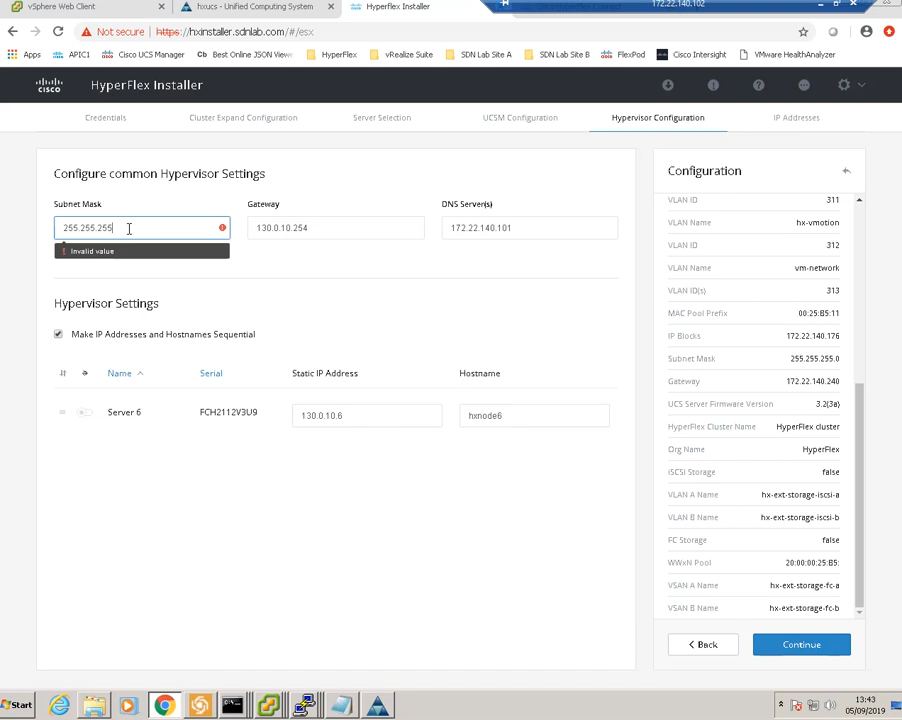 vSphere Web Client
hxucs - Unified Computing System
Hyperflex Installer
172.22.140.102
Not secure
https://hxinstaller.sdnlab.com/#/esx
Apps
APIC1
Cisco UCS Manager
Cb Best Online JSON View
HyperFlex
vRealize Suite
SDN Lab Site A
SDN Lab Site B
FlexPod
Cisco Intersight
VMware HealthAnalyzer
cisco
HyperFlex Installer
Credentials
Cluster Expand Configuration
Server Selection
UCSM Configuration
Hypervisor Configuration
IP Addresses
Configure common Hypervisor Settings
Subnet Mask
Gateway
DNS Server(s)
255.255.255
130.0.10.254
172.22.140.101
! Invalid value
Hypervisor Settings
Make IP Addresses and Hostnames Sequential
Name
Serial
Static IP Address
Hostname
Server 6
FCH2112V3U9
130.0.10.6
hxnode6
Configuration
VLAN ID 311
VLAN Name hx-vmotion
VLAN ID 312
VLAN Name vm-network
VLAN ID(s) 313
MAC Pool Prefix 00:25:B5:11
IP Blocks 172.22.140.176
Subnet Mask 255.255.255.0
Gateway 172.22.140.240
UCS Server Firmware Version 3.2(3a)
HyperFlex Cluster Name HyperFlex cluster
Org Name HyperFlex
iSCSI Storage false
VLAN A Name hx-ext-storage-iscsi-a
VLAN B Name hx-ext-storage-iscsi-b
FC Storage false
WWxN Pool 20:00:00:25:B5:
VSAN A Name hx-ext-storage-fc-a
VSAN B Name hx-ext-storage-fc-b
Back
Continue
Start
13:43
05/09/2019